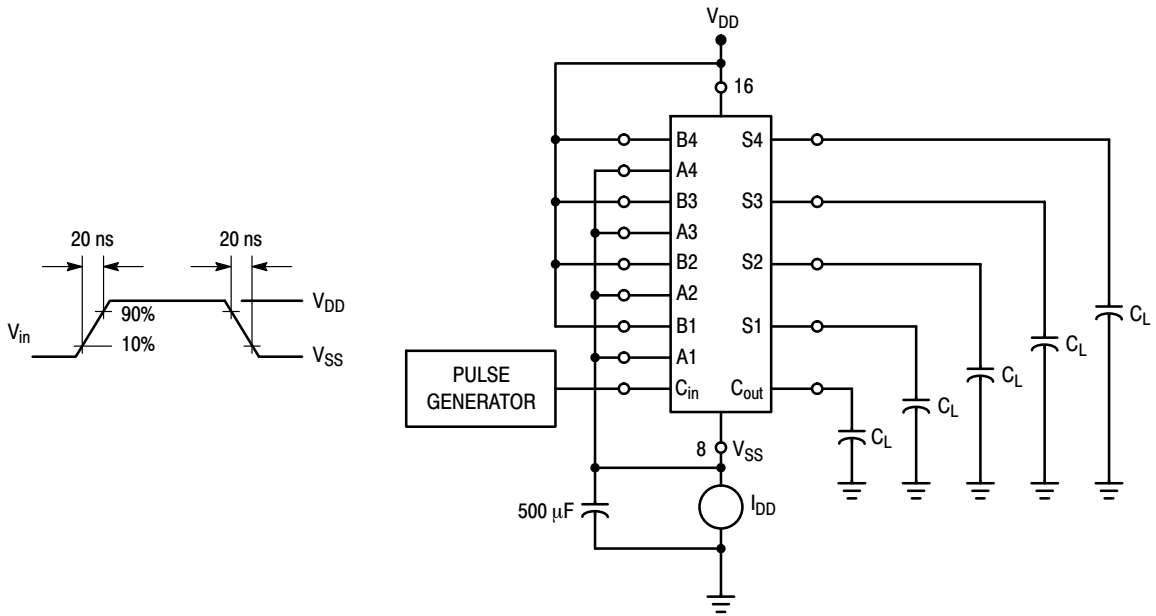 V_DD
16
B4 S4
A4
B3 S3
A3
B2 S2
A2
B1 S1
A1
C_in C_out
PULSE
GENERATOR
8 V_SS
500 μF
I_DD
C_L
C_L
C_L
C_L
C_L
20 ns 20 ns
V_in
90%
10%
V_DD
V_SS